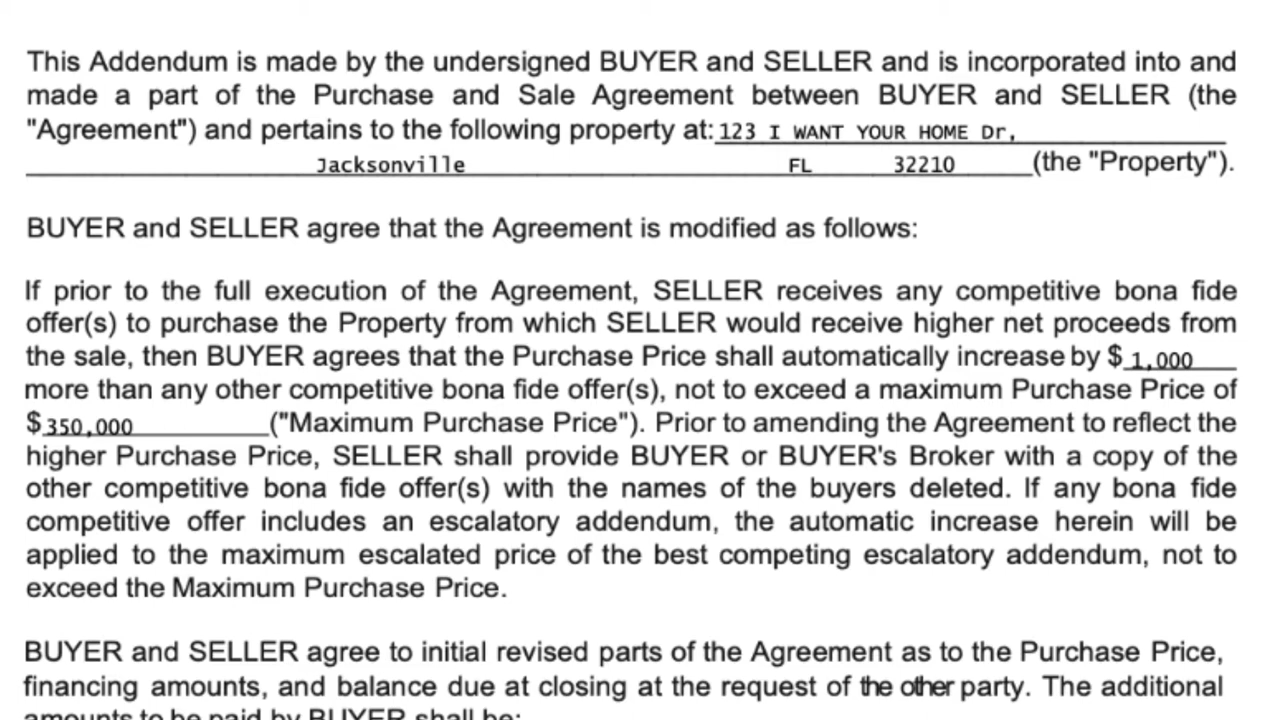 This Addendum is made by the undersigned BUYER and SELLER and is incorporated into and
made a part of the Purchase and Sale Agreement between BUYER and SELLER (the
"Agreement") and pertains to the following property at: 123 I WANT YOUR HOME Dr,
Jacksonville FL 32210 (the "Property").
BUYER and SELLER agree that the Agreement is modified as follows:
If prior to the full execution of the Agreement, SELLER receives any competitive bona fide
offer(s) to purchase the Property from which SELLER would receive higher net proceeds from
the sale, then BUYER agrees that the Purchase Price shall automatically increase by $ 1,000
more than any other competitive bona fide offer(s), not to exceed a maximum Purchase Price of
$ 350,000 ("Maximum Purchase Price"). Prior to amending the Agreement to reflect the
higher Purchase Price, SELLER shall provide BUYER or BUYER's Broker with a copy of the
other competitive bona fide offer(s) with the names of the buyers deleted. If any bona fide
competitive offer includes an escalatory addendum, the automatic increase herein will be
applied to the maximum escalated price of the best competing escalatory addendum, not to
exceed the Maximum Purchase Price.
BUYER and SELLER agree to initial revised parts of the Agreement as to the Purchase Price,
financing amounts, and balance due at closing at the request of the other party. The additional
amounts to be paid by BUYER shall be: